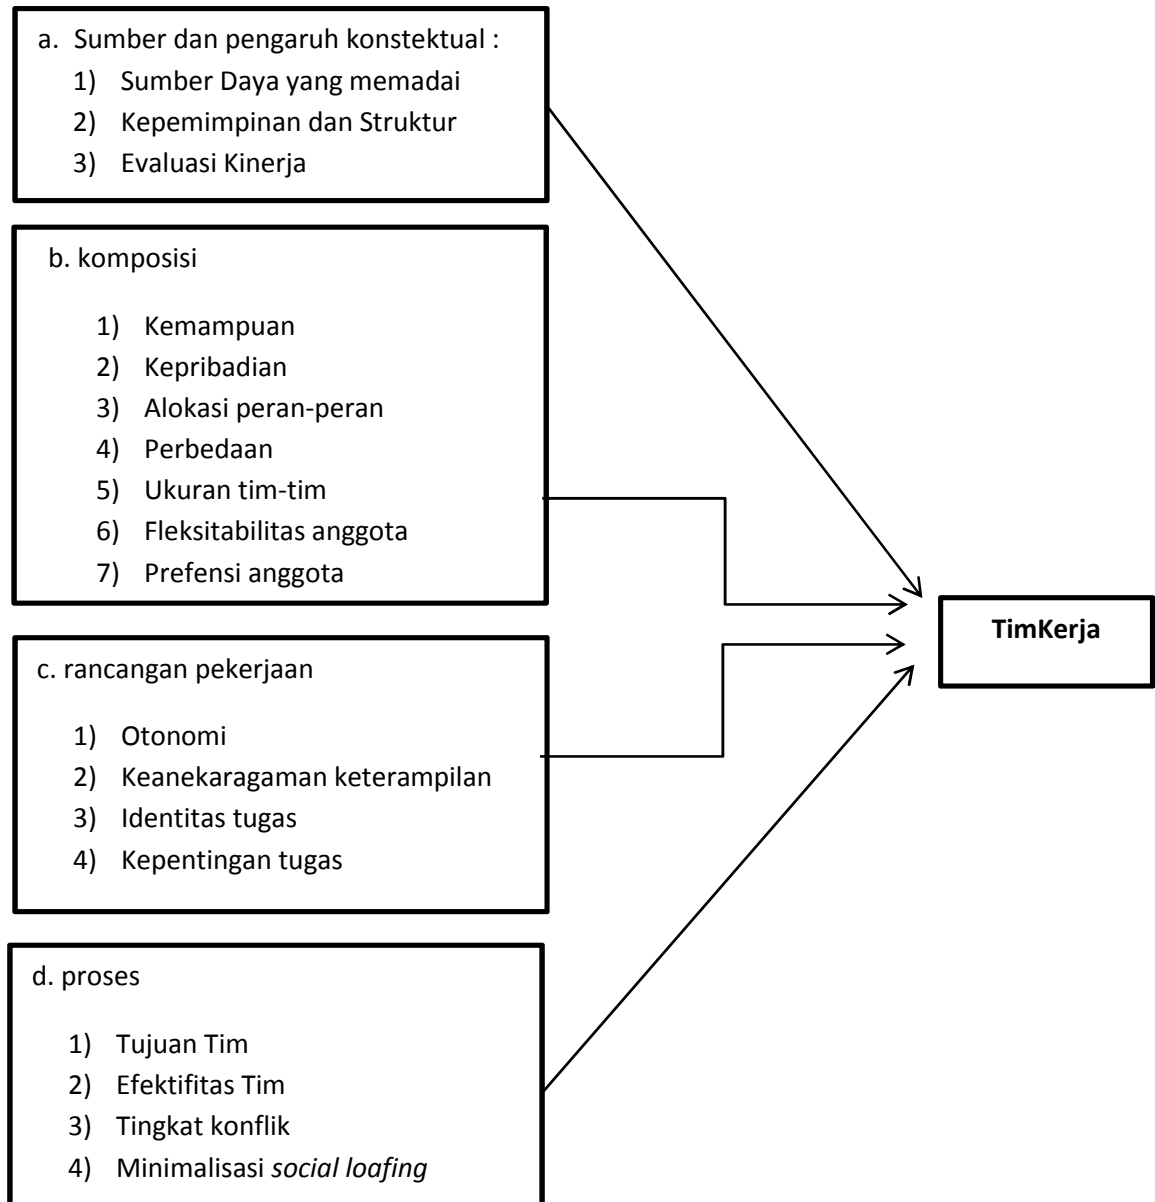 a. Sumber dan pengaruh konstektual :
1) Sumber Daya yang memadai
2) Kepemimpinan dan Struktur
3) Evaluasi Kinerja
b. komposisi
1) Kemampuan
2) Kepribadian
3) Alokasi peran-peran
4) Perbedaan
5) Ukuran tim-tim
6) Fleksitabilitas anggota
7) Prefensi anggota
c. rancangan pekerjaan
1) Otonomi
2) Keanekaragaman keterampilan
3) Identitas tugas
4) Kepentingan tugas
d. proses
1) Tujuan Tim
2) Efektifitas Tim
3) Tingkat konflik
4) Minimalisasi social loafing
TimKerja